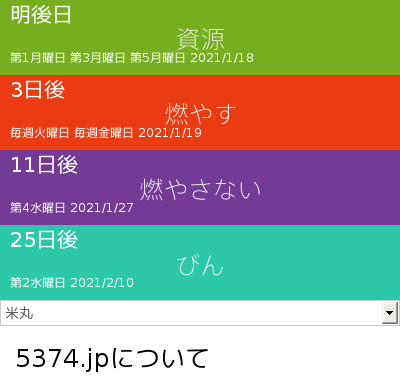 明後日
資源
第1月曜日 第3月曜日 第5月曜日 2021/1/18
3日後
燃やす
毎週火曜日 毎週金曜日 2021/1/19
11日後
燃やさない
第4水曜日 2021/1/27
25日後
びん
第2水曜日 2021/2/10
米丸
5374.jpについて